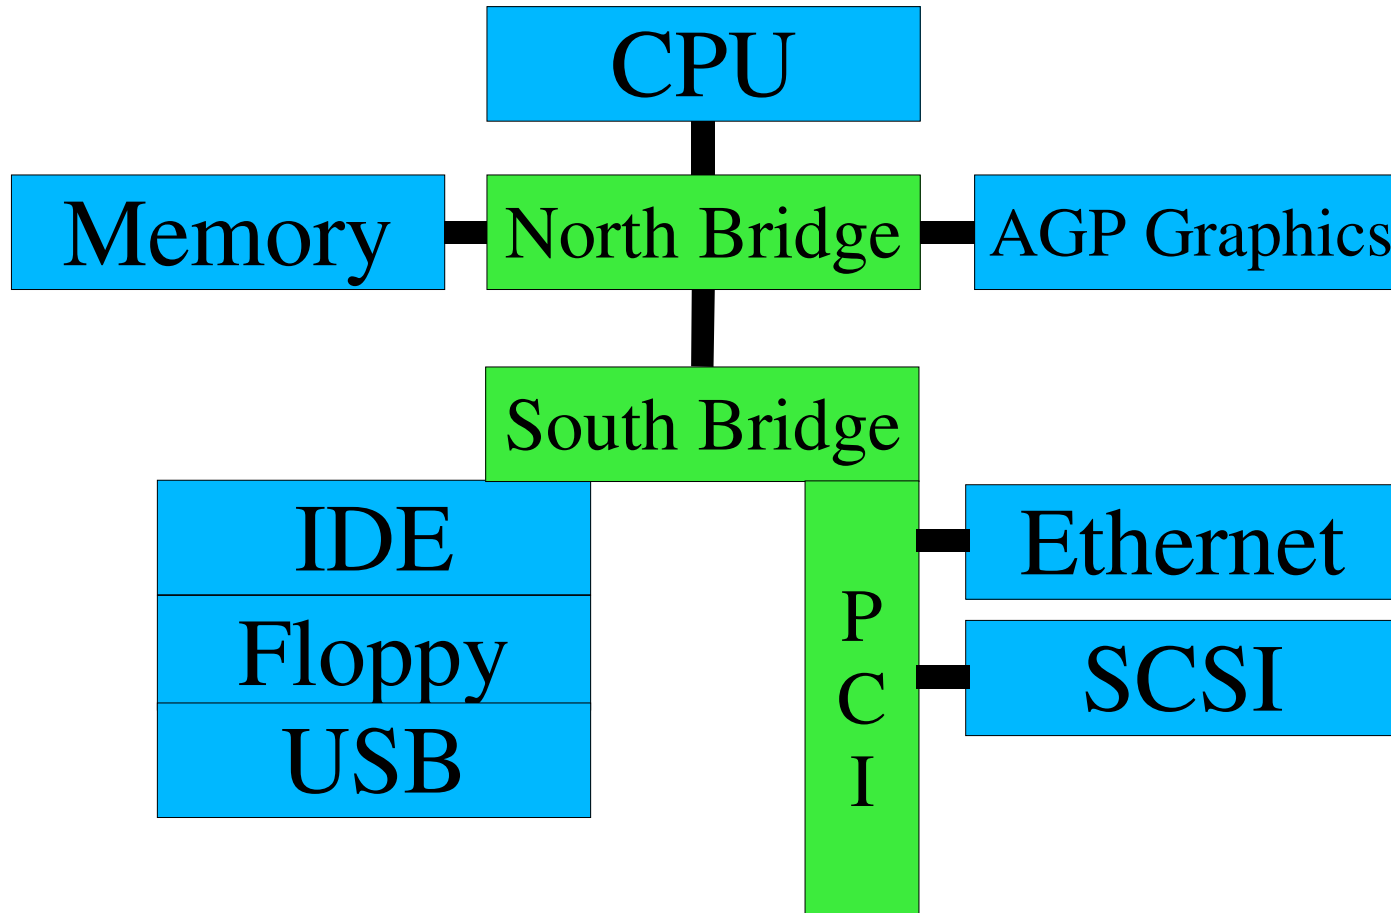 CPU
Memory
North Bridge
AGP Graphics
South Bridge
IDE
Floppy
USB
P
C
I
Ethernet
SCSI